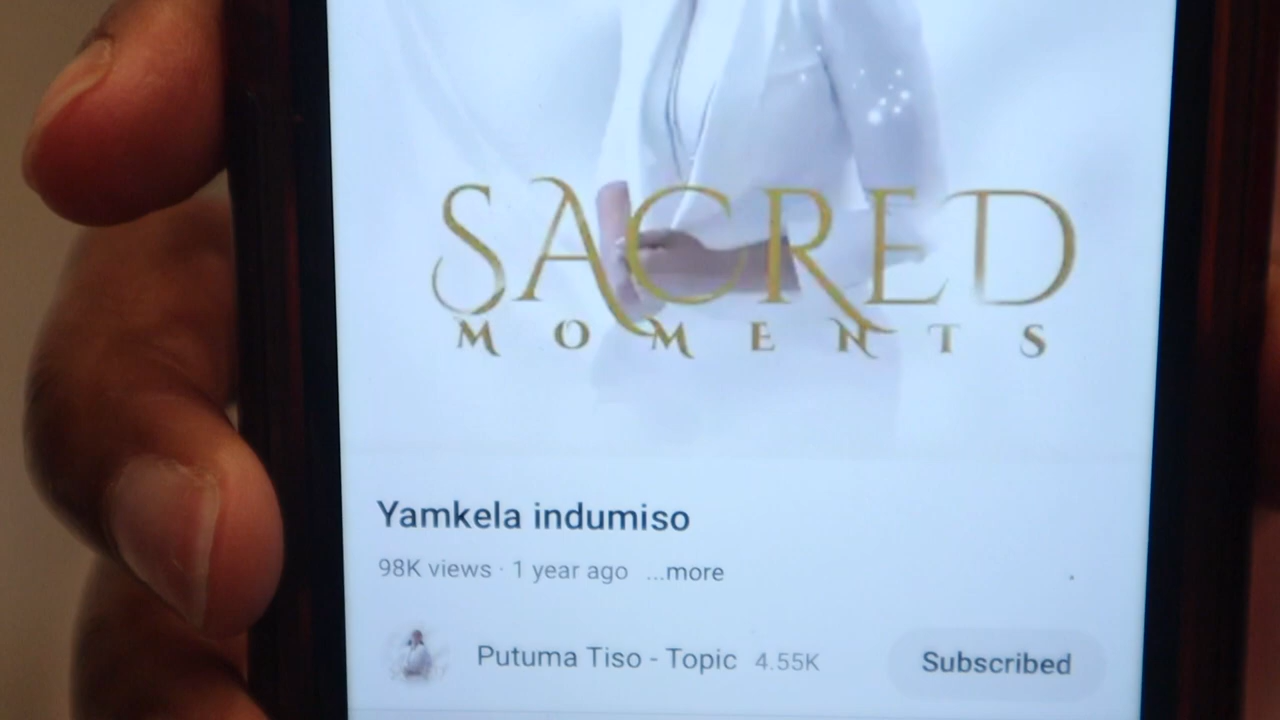 SACRED
MOMENTS
Yamkela indumiso
98K views · 1 year ago ...more
Putuma Tiso - Topic 4.55K
Subscribed